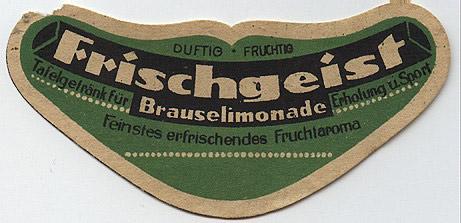 DUFTIG · FRUCHTIG
Frischgeist
Tafelgetränk für Brauselimonade Erholung u. Sport
Feinstes erfrischendes Fruchtaroma